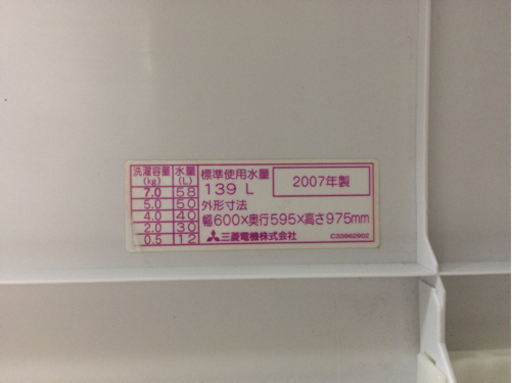 洗濯容量(kg) 水量(L)
7.0 58
5.0 50
4.0 40
2.0 30
0.5 12
標準使用水量
139 L
2007年製
外形寸法
幅600×奥行595×高さ975mm
三菱電機株式会社 C33962902